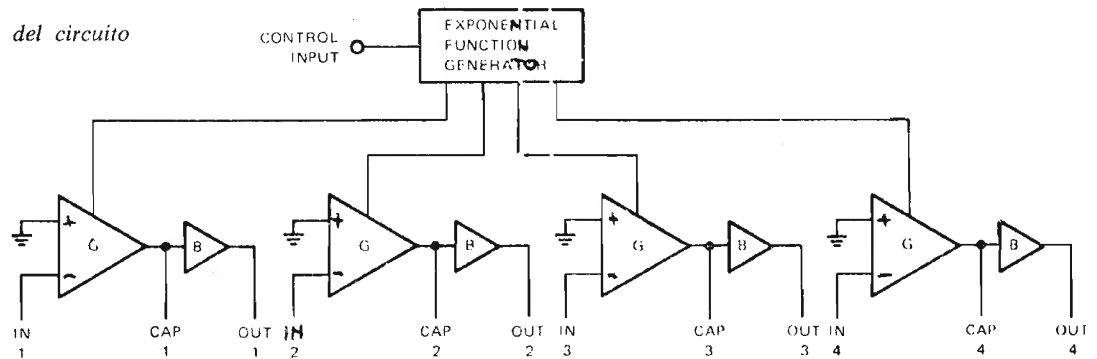 del circuito
CONTROL
INPUT
EXPONENTIAL
FUNCTION
GENERATOR
+
G
B
-
+
G
B
-
+
G
B
-
+
G
B
-
IN
1
CAP
1
OUT
1
IN
2
CAP
2
OUT
2
IN
3
CAP
3
OUT
3
IN
4
CAP
4
OUT
4